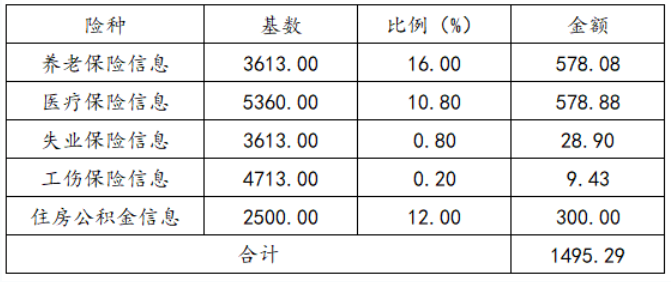 险种 基数 比例（%） 金额
养老保险信息 3613.00 16.00 578.08
医疗保险信息 5360.00 10.80 578.88
失业保险信息 3613.00 0.80 28.90
工伤保险信息 4713.00 0.20 9.43
住房公积金信息 2500.00 12.00 300.00
合计 1495.29